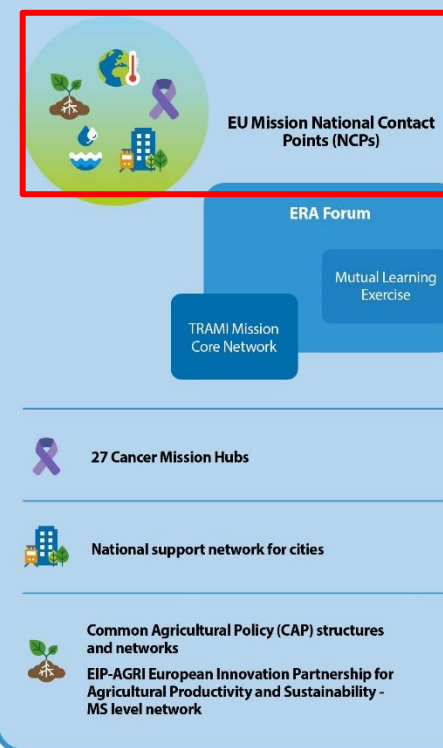 EU Mission National Contact
Points (NCPs)
ERA Forum
Mutual Learning
Exercise
TRAMI Mission
Core Network
27 Cancer Mission Hubs
National support network for cities
Common Agricultural Policy (CAP) structures
and networks
EIP-AGRI European Innovation Partnership for
Agricultural Productivity and Sustainability -
MS level network